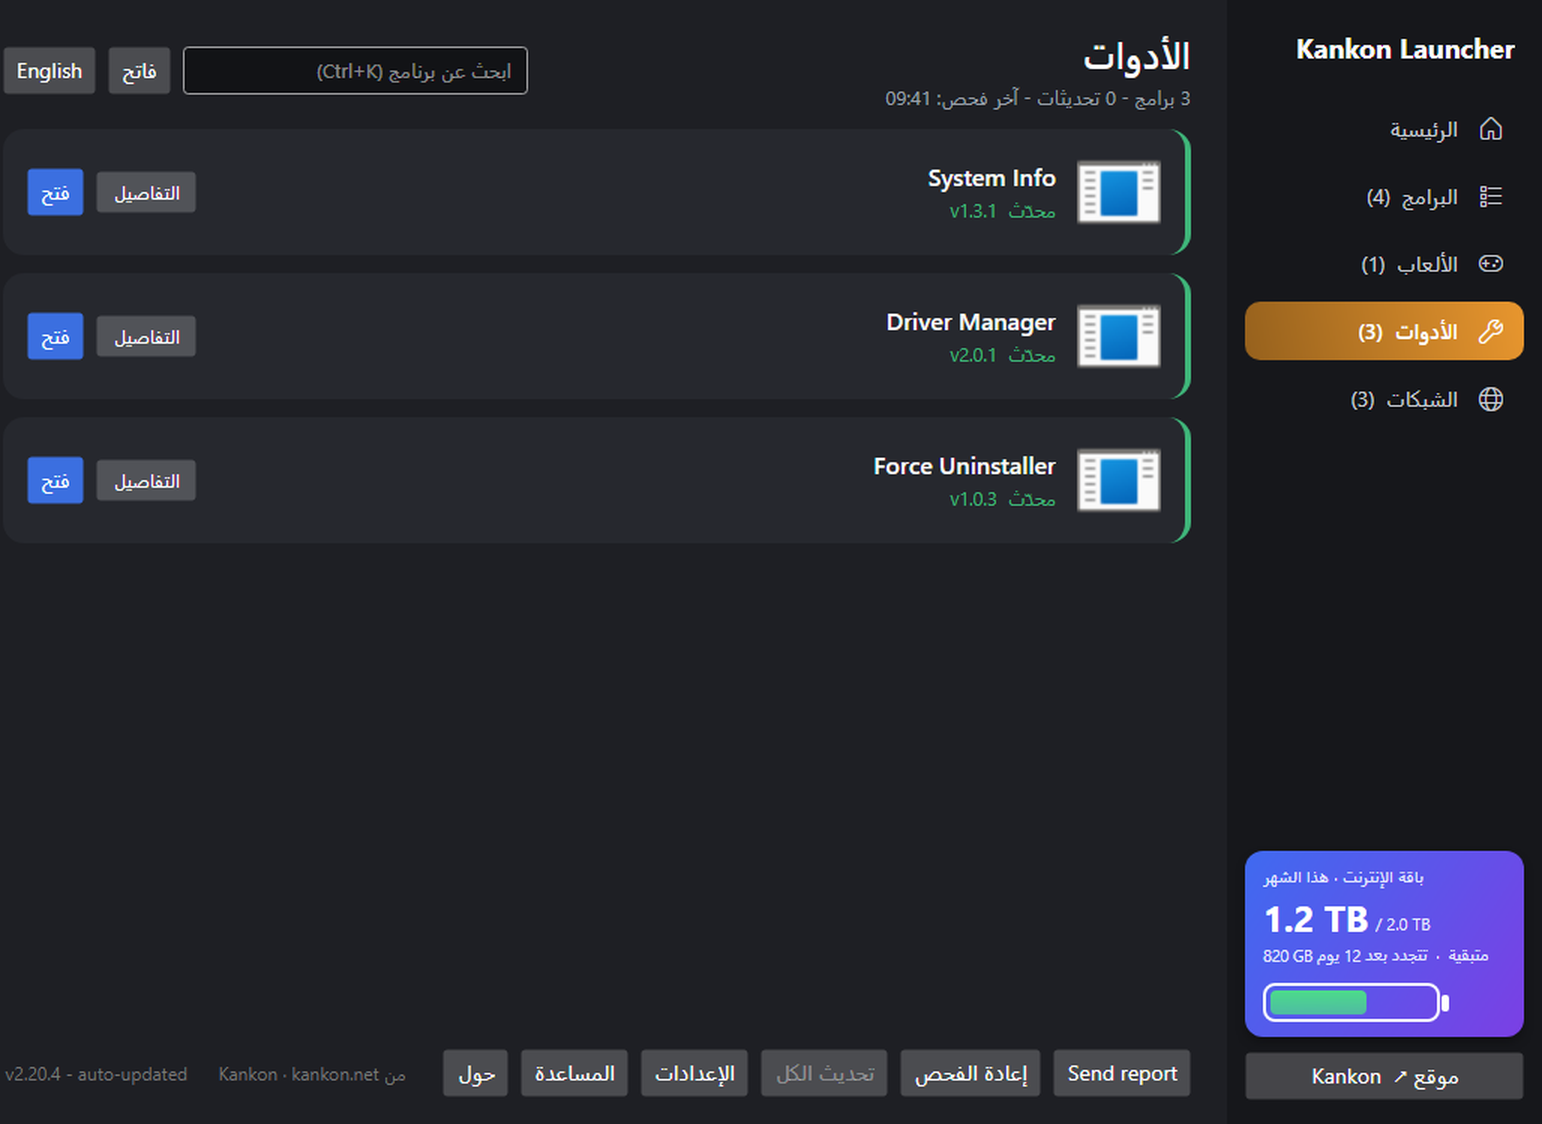 Kankon Launcher
الرئيسية
البرامج (4)
الألعاب (1)
الأدوات (3)
الشبكات (3)
باقة الإنترنت · هذا الشهر
1.2 TB / 2.0 TB
820 GB متبقية · تتجدد بعد 12 يوم
موقع Kankon ↗
الأدوات
3 برامج - 0 تحديثات - آخر فحص: 09:41
ابحث عن برنامج (Ctrl+K)
فاتح
English
System Info
محدّث v1.3.1
التفاصيل
فتح
Driver Manager
محدّث v2.0.1
التفاصيل
فتح
Force Uninstaller
محدّث v1.0.3
التفاصيل
فتح
Send report
إعادة الفحص
تحديث الكل
الإعدادات
المساعدة
حول
من Kankon · kankon.net
v2.20.4 - auto-updated